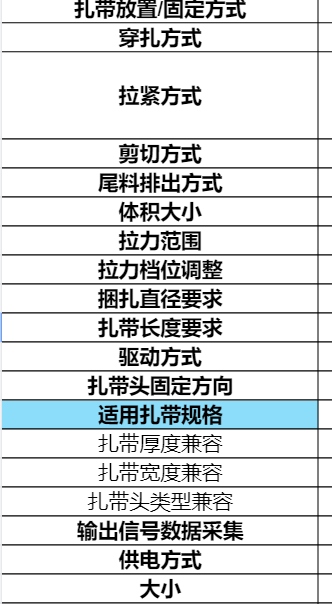 扎带放置/固定方式
穿扎方式
拉紧方式
剪切方式
尾料排出方式
体积大小
拉力范围
拉力档位调整
捆扎直径要求
扎带长度要求
驱动方式
扎带头固定方向
适用扎带规格
扎带厚度兼容
扎带宽度兼容
扎带头类型兼容
输出信号数据采集
供电方式
大小